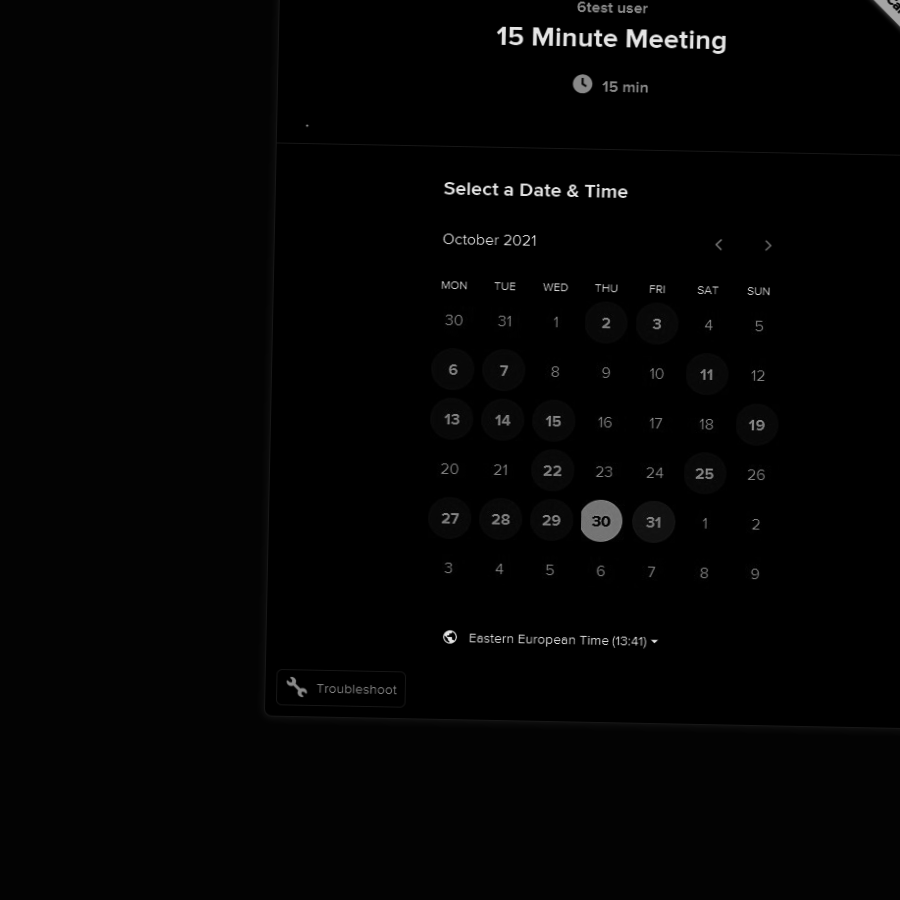 6test user
15 Minute Meeting
15 min
Select a Date & Time
October 2021
MON TUE WED THU FRI SAT SUN
30 31 1 2 3 4 5
6 7 8 9 10 11 12
13 14 15 16 17 18 19
20 21 22 23 24 25 26
27 28 29 30 31 1 2
3 4 5 6 7 8 9
Eastern European Time (13:41)
Troubleshoot